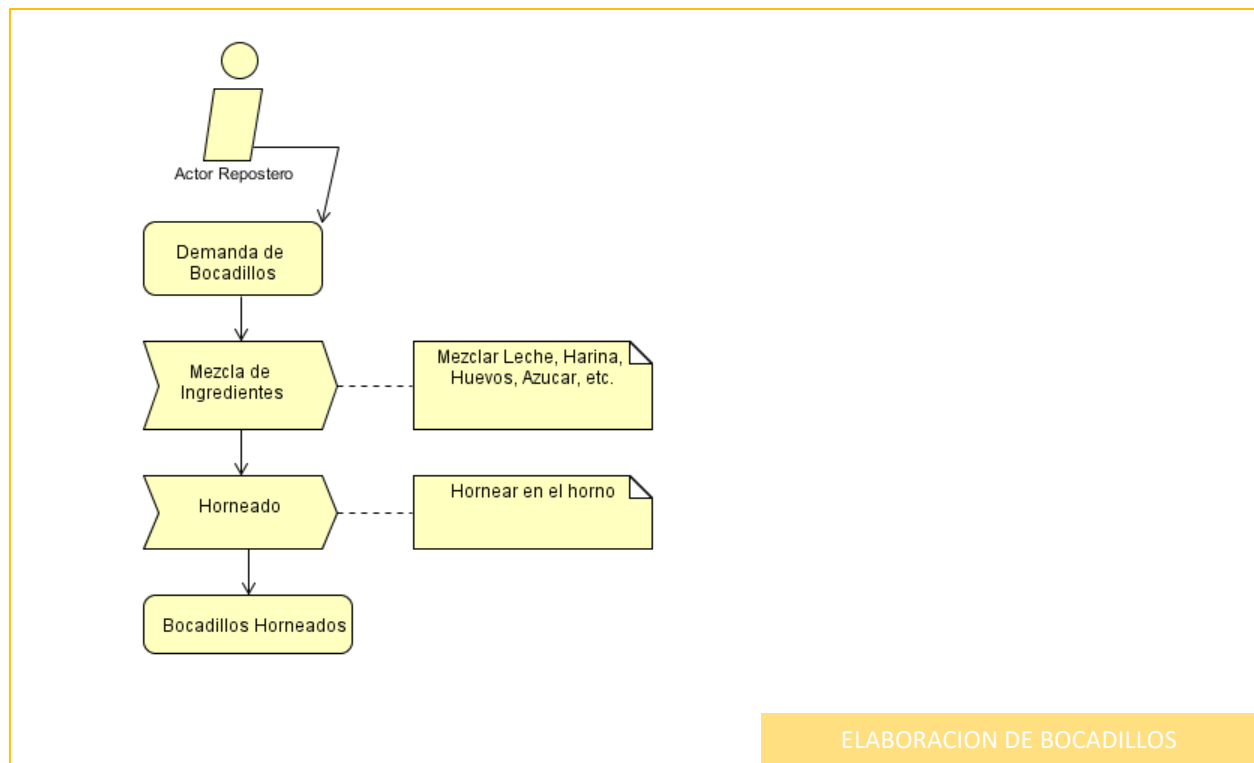 Actor Repostero
Demanda de
Bocadillos
Mezcla de
Ingredientes
Mezclar Leche, Harina,
Huevos, Azucar, etc.
Horneado
Hornear en el horno
Bocadillos Horneados
ELABORACION DE BOCADILLOS